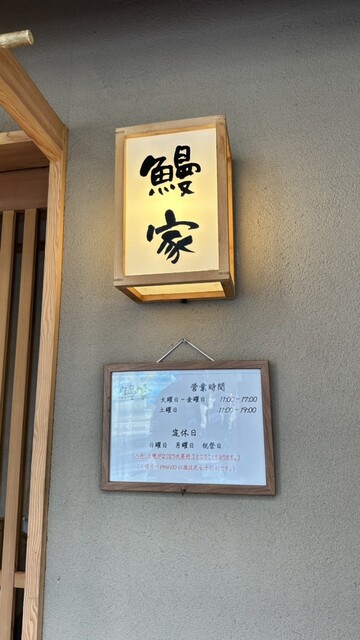 鰻
家
営業時間
火曜日-金曜日 11:00-17:00
土曜日 11:00-19:00
定休日
日曜日 月曜日 祝祭日